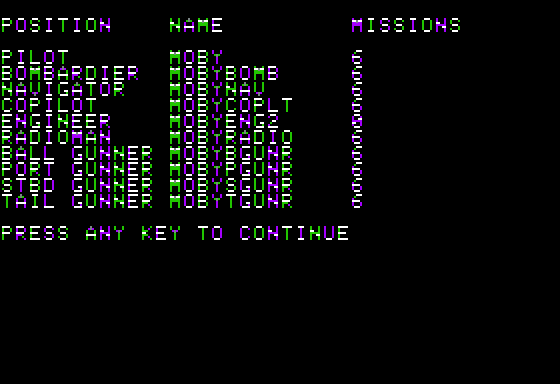 POSITION NAME MISSIONS
PILOT MOBY 6
BOMBARDIER MOBYBOMB 6
NAVIGATOR MOBYNAV 6
COPILOT MOBYCOPLT 6
ENGINEER MOBYENG2
RADIOMAN MOBYRADIO 6
BALL GUNNER MOBYBGUNR 6
PORT GUNNER MOBYPGUNR 6
STBD GUNNER MOBYSGUNR 6
TAIL GUNNER MOBYTGUNR 6
PRESS ANY KEY TO CONTINUE